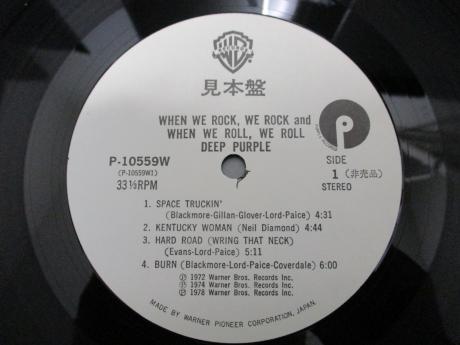 見本盤
WHEN WE ROCK, WE ROCK and
WHEN WE ROLL, WE ROLL
DEEP PURPLE
P-10559W
(P-10559W1)
33⅓RPM
SIDE
1 (非売品)
STEREO
1. SPACE TRUCKIN'
(Blackmore-Gillan-Glover-Lord-Paice) 4:31
2. KENTUCKY WOMAN (Neil Diamond) 4:44
3. HARD ROAD (WRING THAT NECK)
(Evans-Lord-Paice) 5:11
4. BURN (Blackmore-Lord-Paice-Coverdale) 6:00
Ⓟ 1972 Warner Bros. Records Inc.
Ⓟ 1974 Warner Bros. Records Inc.
Ⓟ 1978 Warner Bros. Records Inc.
MADE BY WARNER PIONEER CORPORATION, JAPAN.